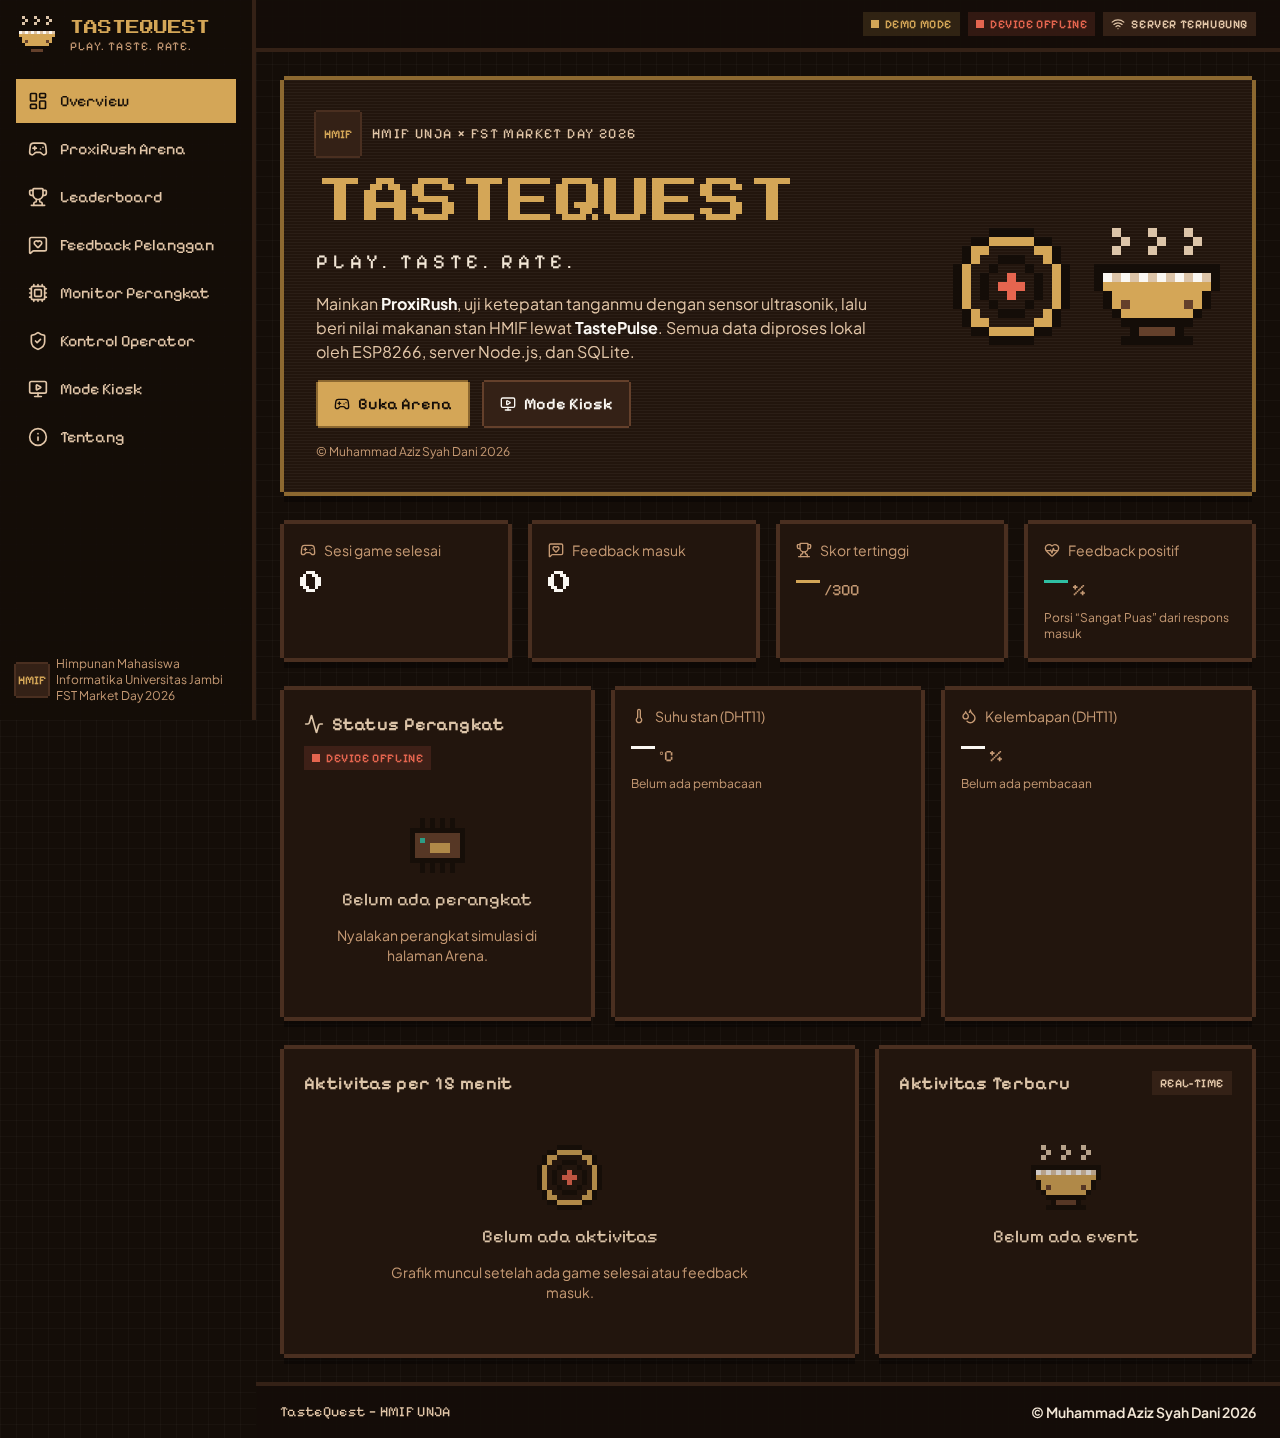 TASTEQUEST
PLAY. TASTE. RATE.
DEMO MODE
DEVICE OFFLINE
SERVER TERHUBUNG
Overview
ProxiRush Arena
Leaderboard
Feedback Pelanggan
Monitor Perangkat
Kontrol Operator
Mode Kiosk
Tentang
HMIF
Himpunan Mahasiswa
Informatika Universitas Jambi
FST Market Day 2026
HMIF
HMIF UNJA × FST MARKET DAY 2026
TASTEQUEST
PLAY. TASTE. RATE.
Mainkan ProxiRush, uji ketepatan tanganmu dengan sensor ultrasonik, lalu
beri nilai makanan stan HMIF lewat TastePulse. Semua data diproses lokal
oleh ESP8266, server Node.js, dan SQLite.
Buka Arena
Mode Kiosk
© Muhammad Aziz Syah Dani 2026
Sesi game selesai
0
Feedback masuk
0
Skor tertinggi
— /300
Feedback positif
— %
Porsi “Sangat Puas” dari respons
masuk
Status Perangkat
DEVICE OFFLINE
Belum ada perangkat
Nyalakan perangkat simulasi di
halaman Arena.
Suhu stan (DHT11)
— °C
Belum ada pembacaan
Kelembapan (DHT11)
— %
Belum ada pembacaan
Aktivitas per 15 menit
Belum ada aktivitas
Grafik muncul setelah ada game selesai atau feedback
masuk.
Aktivitas Terbaru
REAL-TIME
Belum ada event
TasteQuest – HMIF UNJA
© Muhammad Aziz Syah Dani 2026